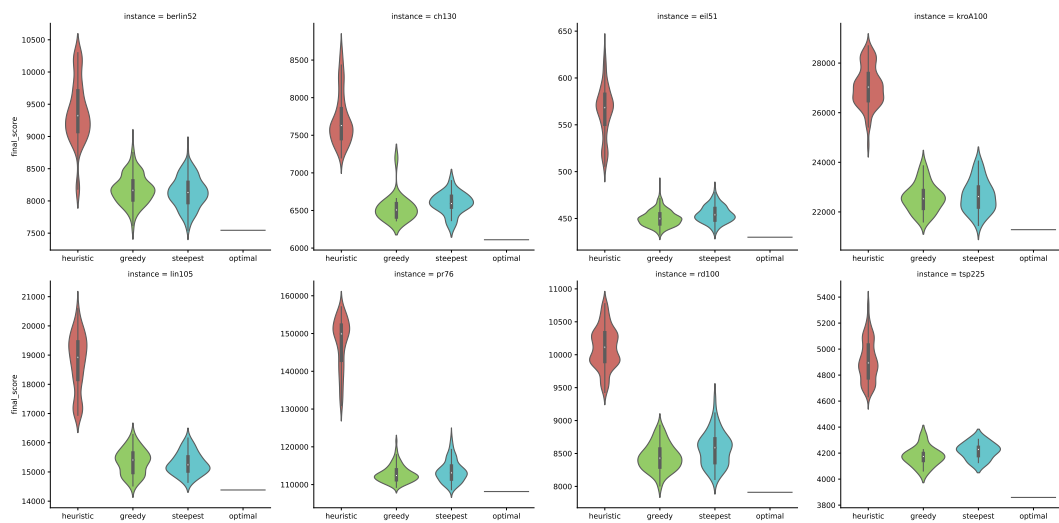 instance = berlin52
instance = ch130
instance = eil51
instance = kroA100
10500
10000
9500
9000
8500
8000
7500
final_score
heuristic greedy steepest optimal
8500
8000
7500
7000
6500
6000
heuristic greedy steepest optimal
650
600
550
500
450
heuristic greedy steepest optimal
28000
26000
24000
22000
heuristic greedy steepest optimal
instance = lin105
instance = pr76
instance = rd100
instance = tsp225
21000
20000
19000
18000
17000
16000
15000
14000
final_score
heuristic greedy steepest optimal
160000
150000
140000
130000
120000
110000
heuristic greedy steepest optimal
11000
10500
10000
9500
9000
8500
8000
heuristic greedy steepest optimal
5400
5200
5000
4800
4600
4400
4200
4000
3800
heuristic greedy steepest optimal